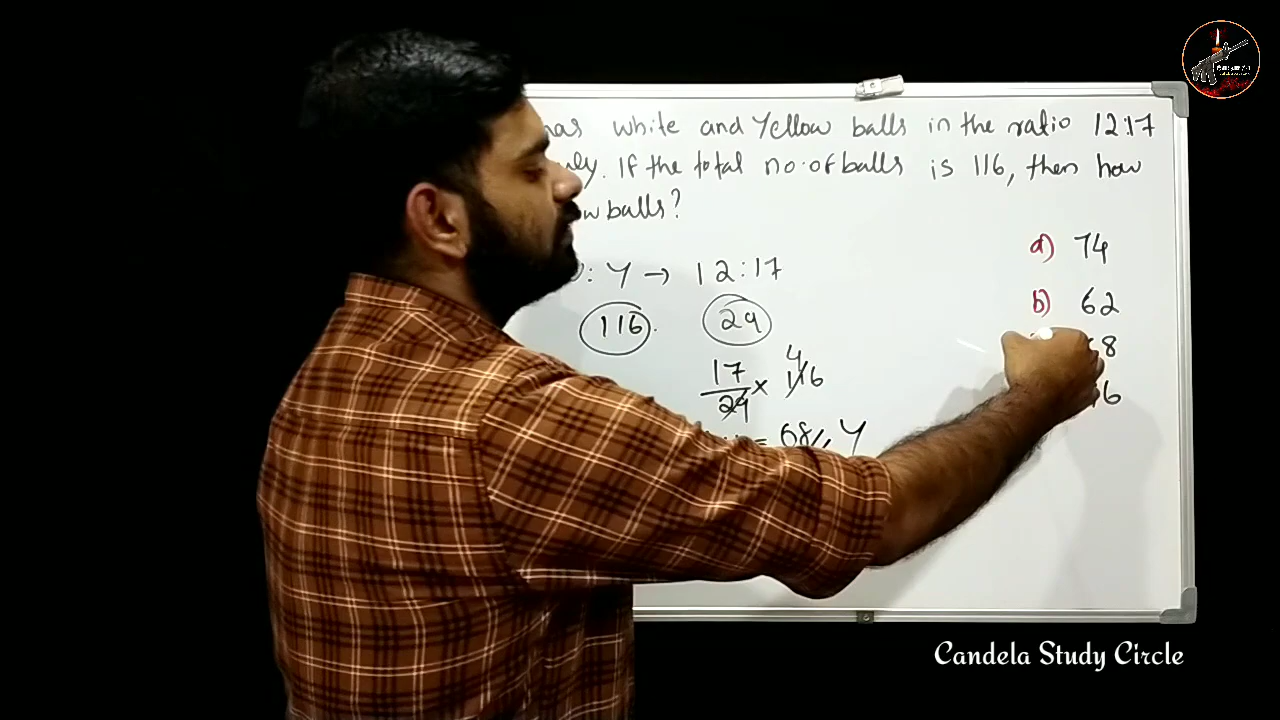 has white and Yellow balls in the ratio 12:17
If the total no. of balls is 116, then how
balls?
: Y → 12:17
a) 74
116
29
b) 62
17/29 × 116
4
8
6
= 68// Y
Candela Study Circle